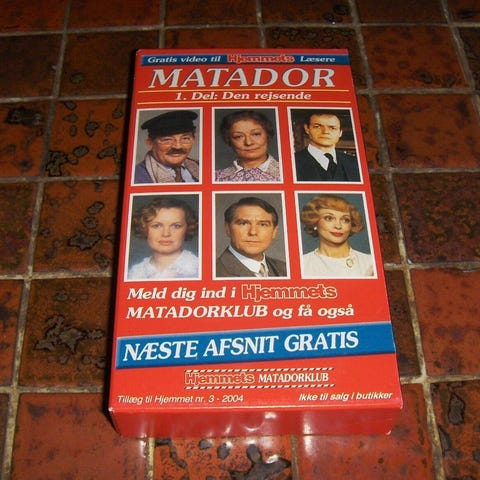 Gratis video til Hjemmets Læsere
MATADOR
1. Del: Den rejsende
Meld dig ind i Hjemmets
MATADORKLUB og få også
NÆSTE AFSNIT GRATIS
Hjemmets MATADORKLUB
Tillæg til Hjemmet nr. 3 - 2004 Ikke til salg i butikker